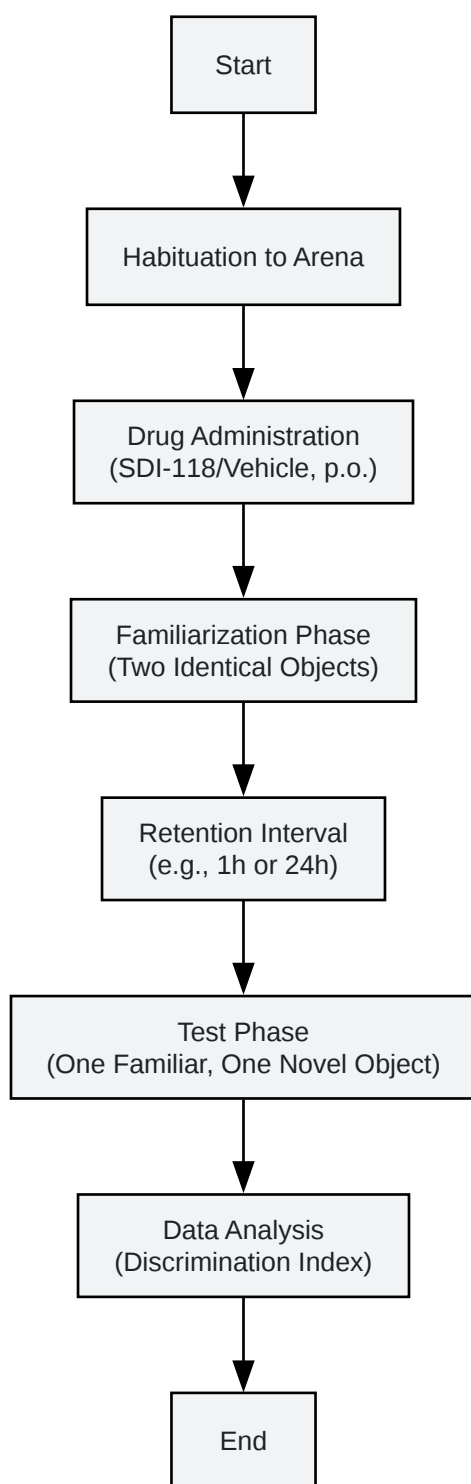 Start
Habituation to Arena
Drug Administration
(SDI-118/Vehicle, p.o.)
Familiarization Phase
(Two Identical Objects)
Retention Interval
(e.g., 1h or 24h)
Test Phase
(One Familiar, One Novel Object)
Data Analysis
(Discrimination Index)
End